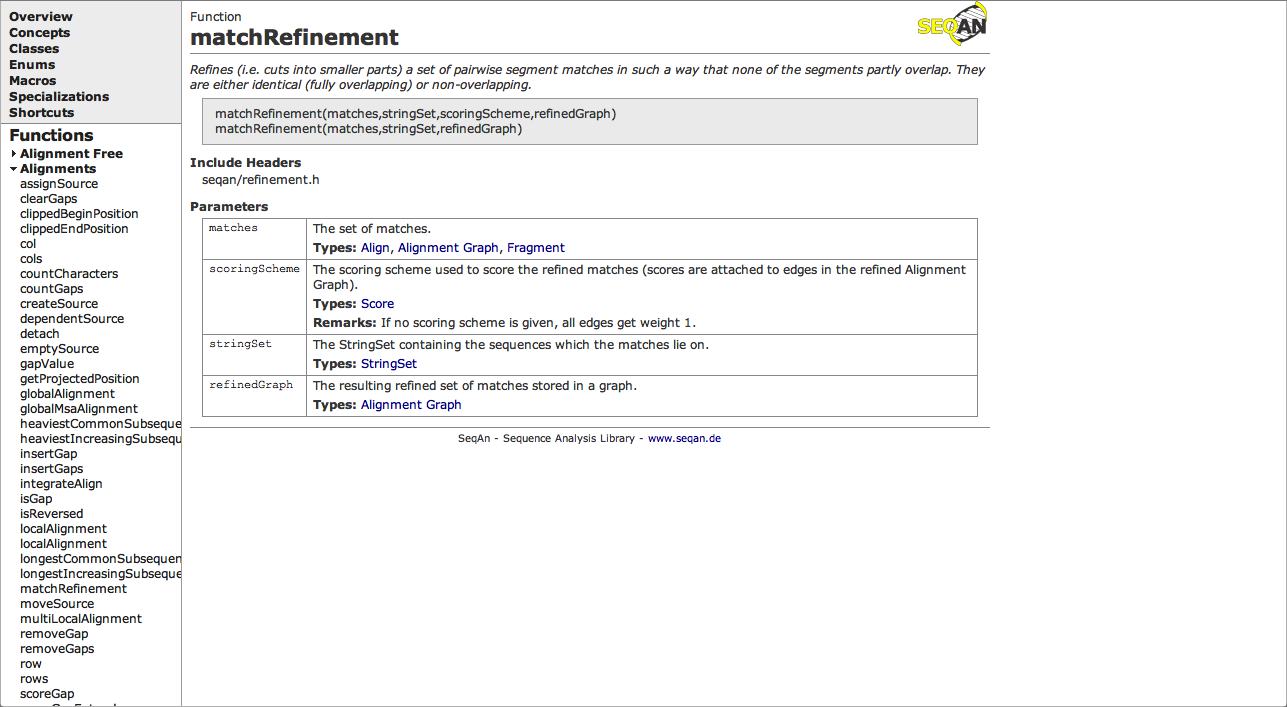 Overview
Concepts
Classes
Enums
Macros
Specializations
Shortcuts
Functions
Alignment Free
Alignments
assignSource
clearGaps
clippedBeginPosition
clippedEndPosition
col
cols
countCharacters
countGaps
createSource
dependentSource
detach
emptySource
gapValue
getProjectedPosition
globalAlignment
globalMsaAlignment
heaviestCommonSubseque
heaviestIncreasingSubsequ
insertGap
insertGaps
integrateAlign
isGap
isReversed
localAlignment
localAlignment
longestCommonSubsequen
longestIncreasingSubseque
matchRefinement
moveSource
multiLocalAlignment
removeGap
removeGaps
row
rows
scoreGap
Function
matchRefinement
SEQAN
Refines (i.e. cuts into smaller parts) a set of pairwise segment matches in such a way that none of the segments partly overlap. They
are either identical (fully overlapping) or non-overlapping.
matchRefinement(matches,stringSet,scoringScheme,refinedGraph)
matchRefinement(matches,stringSet,refinedGraph)
Include Headers
seqan/refinement.h
Parameters
matches The set of matches.
Types: Align, Alignment Graph, Fragment
scoringScheme The scoring scheme used to score the refined matches (scores are attached to edges in the refined Alignment
Graph).
Types: Score
Remarks: If no scoring scheme is given, all edges get weight 1.
stringSet The StringSet containing the sequences which the matches lie on.
Types: StringSet
refinedGraph The resulting refined set of matches stored in a graph.
Types: Alignment Graph
SeqAn - Sequence Analysis Library - www.seqan.de